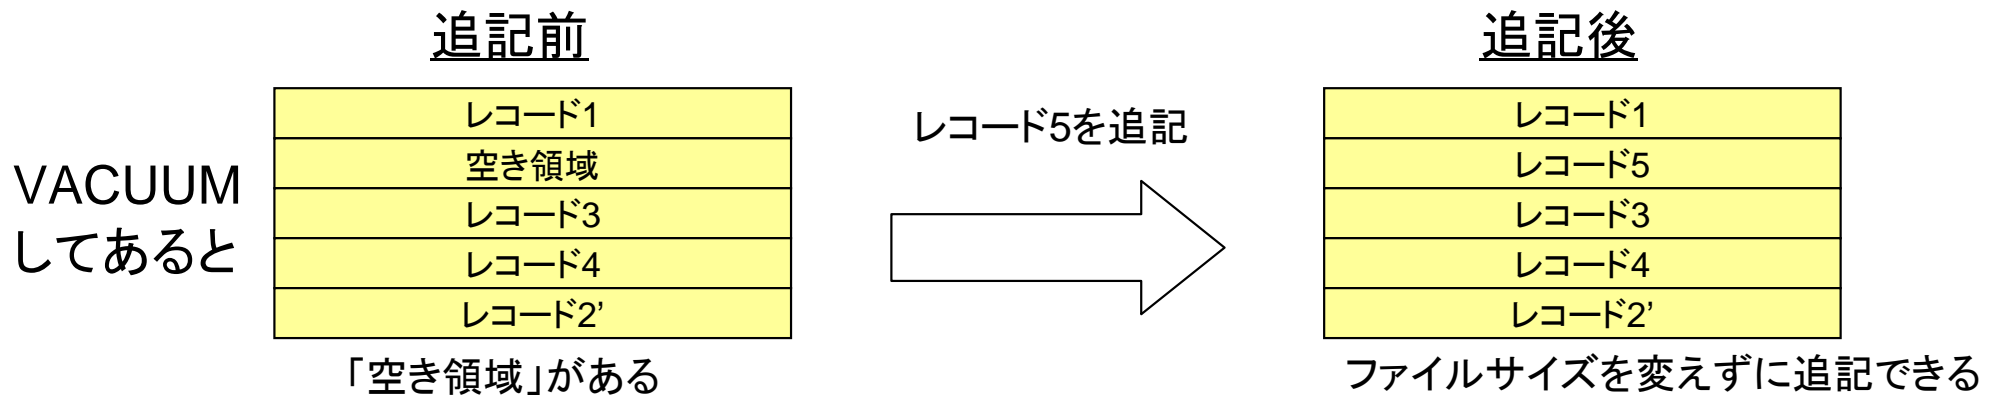 追記前
追記後
VACUUM
してあると
レコード1
空き領域
レコード3
レコード4
レコード2’
「空き領域」がある
レコード5を追記
レコード1
レコード5
レコード3
レコード4
レコード2’
ファイルサイズを変えずに追記できる